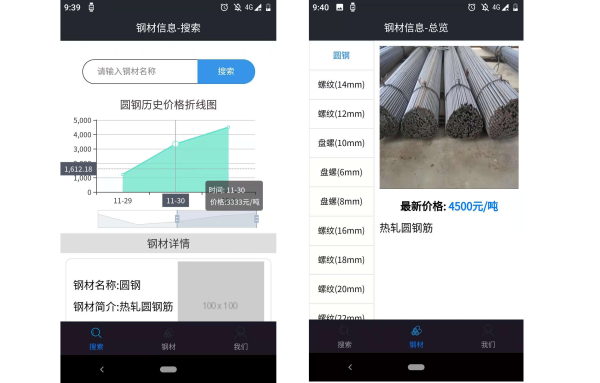 9:39
4G
钢材信息-搜索
请输入钢材名称
搜索
圆钢历史价格折线图
5,000
4,000
3,000
1,612.18
1,000
0
时间: 11-30
价格:3333元/吨
11-29
11-30
钢材详情
钢材名称:圆钢
钢材简介:热轧圆钢筋
100 x 100
搜索
钢材
我们
9:40
4G
钢材信息-总览
圆钢
螺纹(14mm)
螺纹(12mm)
盘螺(10mm)
盘螺(6mm)
盘螺(8mm)
螺纹(16mm)
螺纹(18mm)
螺纹(20mm)
螺纹(22mm)
最新价格: 4500元/吨
热轧圆钢筋
搜索
钢材
我们